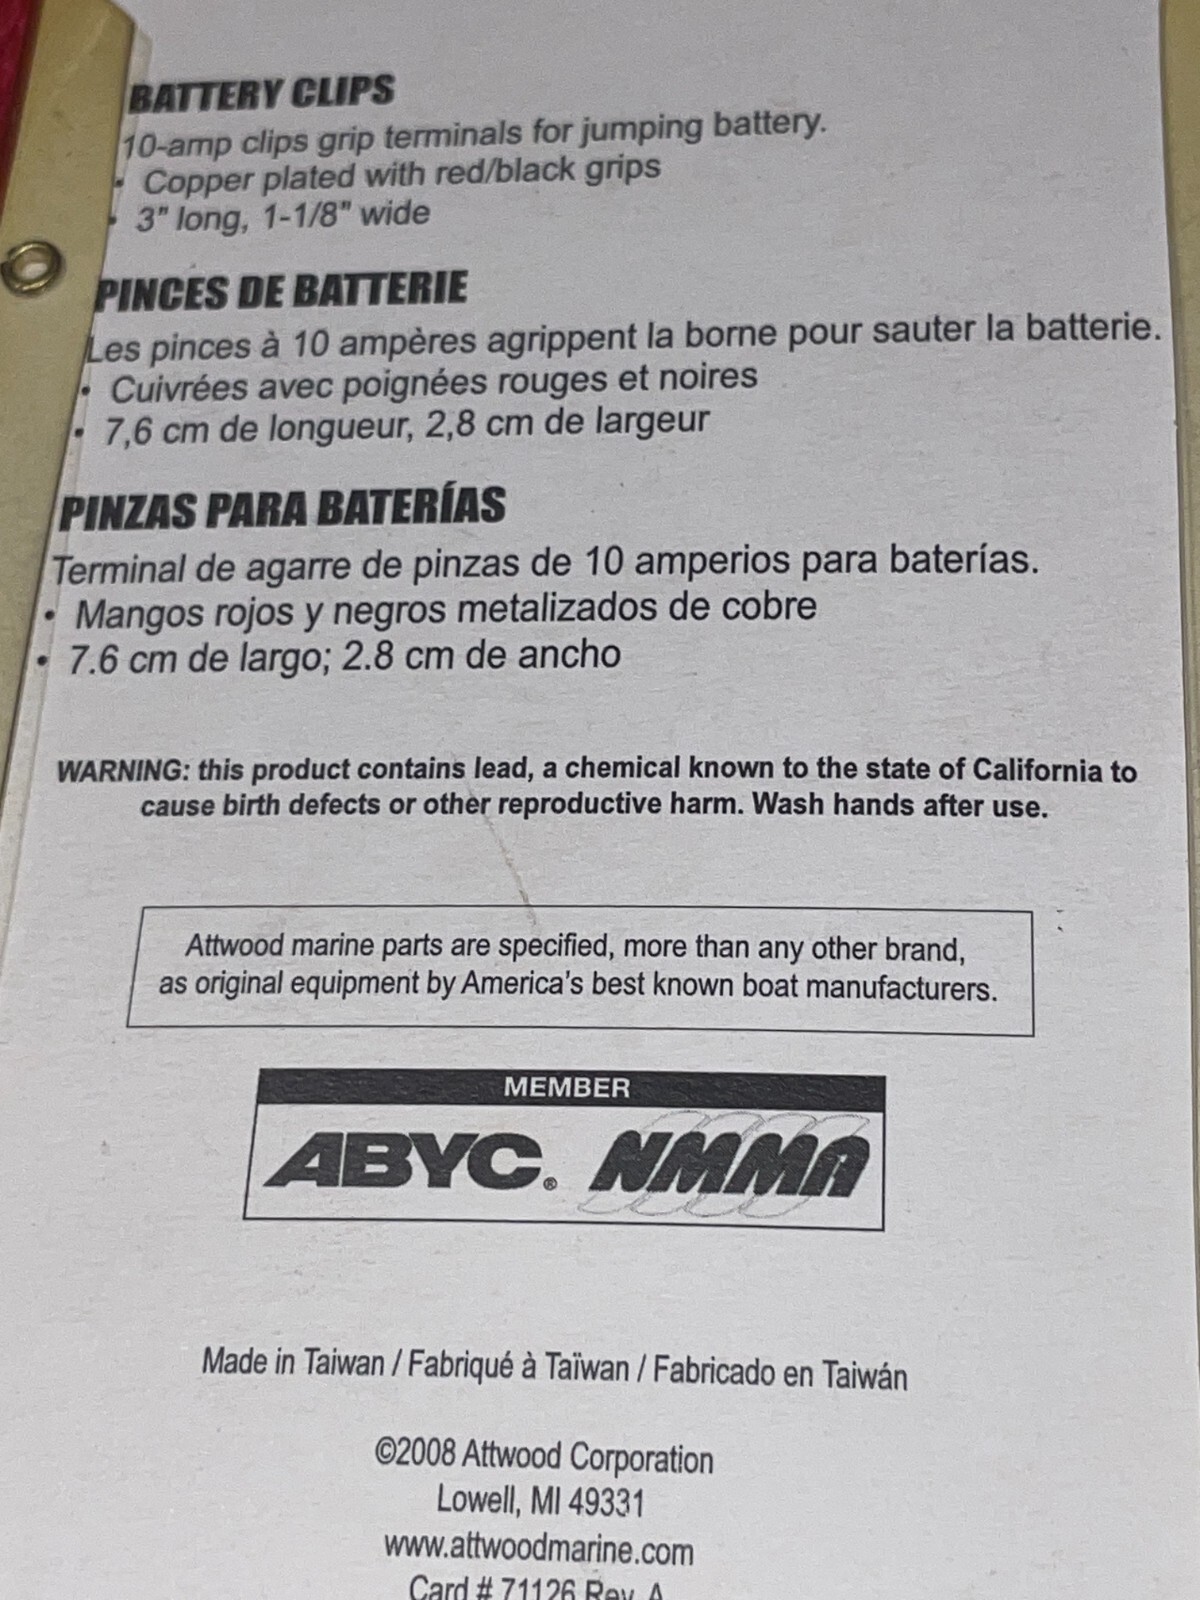 BATTERY CLIPS
10-amp clips grip terminals for jumping battery.
• Copper plated with red/black grips
• 3" long, 1-1/8" wide
PINCES DE BATTERIE
Les pinces à 10 ampères agrippent la borne pour sauter la batterie.
• Cuivrées avec poignées rouges et noires
• 7,6 cm de longueur, 2,8 cm de largeur
PINZAS PARA BATERÍAS
Terminal de agarre de pinzas de 10 amperios para baterías.
• Mangos rojos y negros metalizados de cobre
• 7.6 cm de largo; 2.8 cm de ancho
WARNING: this product contains lead, a chemical known to the state of California to
cause birth defects or other reproductive harm. Wash hands after use.
Attwood marine parts are specified, more than any other brand,
as original equipment by America's best known boat manufacturers.
MEMBER
ABYC® NMMA
Made in Taiwan / Fabriqué à Taïwan / Fabricado en Taiwán
©2008 Attwood Corporation
Lowell, MI 49331
www.attwoodmarine.com
Card # 71126 Rev. A